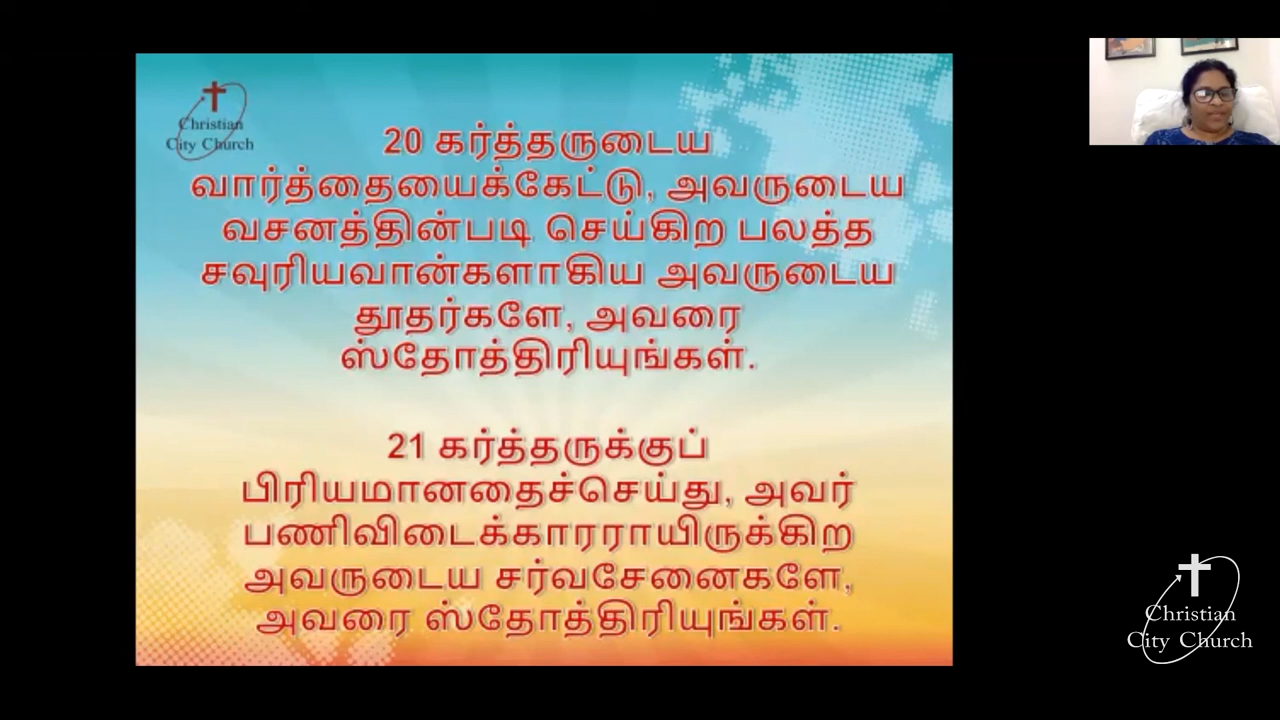 Christian
City Church
20 கர்த்தருடைய
வார்த்தையைக்கேட்டு, அவருடைய
வசனத்தின்படி செய்கிற பலத்த
சவுரியவான்களாகிய அவருடைய
தூதர்களே, அவரை
ஸ்தோத்திரியுங்கள்.
21 கர்த்தருக்குப்
பிரியமானதைச்செய்து, அவர்
பணிவிடைக்காரராயிருக்கிற
அவருடைய சர்வசேனைகளே,
அவரை ஸ்தோத்திரியுங்கள்.
Christian
City Church